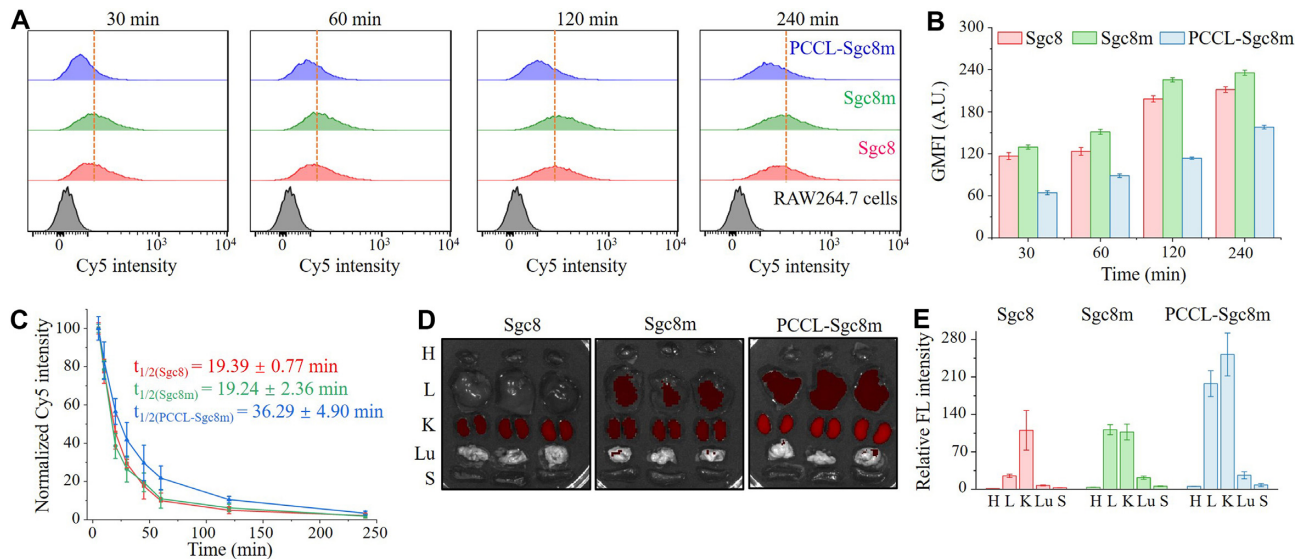 A
30 min
60 min
120 min
240 min
PCCL-Sgc8m
Sgc8m
Sgc8
RAW264.7 cells
0 10³ 10⁴
0 10³ 10⁴
0 10³ 10⁴
0 10³ 10⁴
Cy5 intensity
Cy5 intensity
Cy5 intensity
Cy5 intensity
B
300
240
180
120
60
0
GMFI (A.U.)
Sgc8 Sgc8m PCCL-Sgc8m
30 60 120 240
Time (min)
C
Normalized Cy5 intensity
100
80
60
40
20
0
t1/2(Sgc8) = 19.39 ± 0.77 min
t1/2(Sgc8m) = 19.24 ± 2.36 min
t1/2(PCCL-Sgc8m) = 36.29 ± 4.90 min
0 50 100 150 200 250
Time (min)
D
Sgc8
Sgc8m
PCCL-Sgc8m
H
L
K
Lu
S
E
Sgc8
Sgc8m
PCCL-Sgc8m
Relative FL intensity
280
210
140
70
0
H L K Lu S
H L K Lu S
H L K Lu S